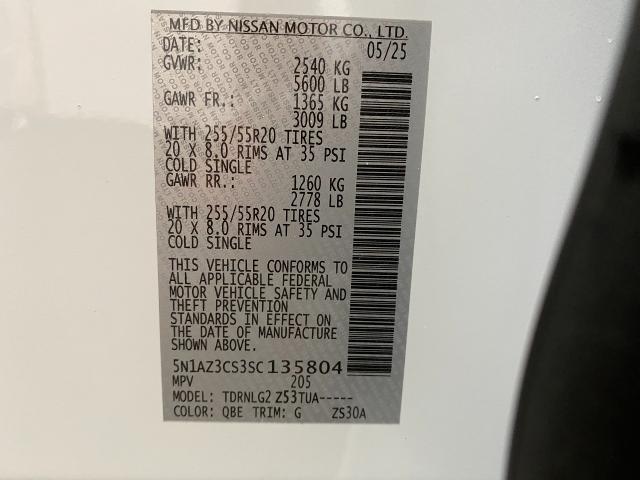 MFD BY NISSAN MOTOR CO., LTD.
DATE: 05/25
GVWR: 2540 KG
5600 LB
GAWR FR.: 1365 KG
3009 LB
WITH 255/55R20 TIRES
20 X 8.0 RIMS AT 35 PSI
COLD SINGLE
GAWR RR.: 1260 KG
2778 LB
WITH 255/55R20 TIRES
20 X 8.0 RIMS AT 35 PSI
COLD SINGLE
THIS VEHICLE CONFORMS TO
ALL APPLICABLE FEDERAL
MOTOR VEHICLE SAFETY AND
THEFT PREVENTION
STANDARDS IN EFFECT ON
THE DATE OF MANUFACTURE
SHOWN ABOVE.
5N1AZ3CS3SC135804
MPV 205
MODEL: TDRNLG2 Z53TUA-----
COLOR: QBE TRIM: G ZS30A